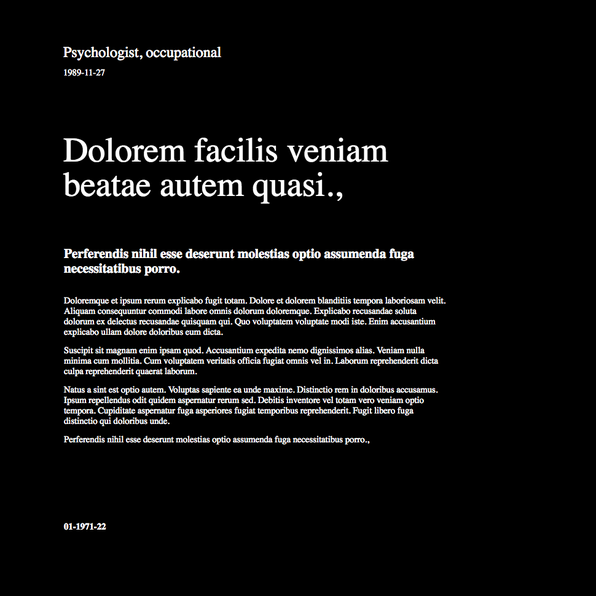 Psychologist, occupational
1989-11-27
Dolorem facilis veniam
beatae autem quasi.,
Perferendis nihil esse deserunt molestias optio assumenda fuga
necessitatibus porro.
Doloremque et ipsum rerum explicabo fugit totam. Dolore et dolorem blanditiis tempora laboriosam velit.
Aliquam consequuntur commodi labore omnis dolorum doloremque. Explicabo recusandae soluta
dolorum ex delectus recusandae quisquam qui. Quo voluptatem voluptate modi iste. Enim accusantium
explicabo ullam dolore doloribus eum dicta.
Suscipit sit magnam enim ipsam quod. Accusantium expedita nemo dignissimos alias. Veniam nulla
minima cum mollitia. Cum voluptatem veritatis officia fugiat omnis vel in. Laborum reprehenderit dicta
culpa reprehenderit quaerat laborum.
Natus a sint est optio autem. Voluptas sapiente ea unde maxime. Distinctio rem in doloribus accusamus.
Ipsum repellendus odit quidem aspernatur rerum sed. Debitis inventore vel totam vero veniam optio
tempora. Cupiditate aspernatur fuga asperiores fugiat temporibus reprehenderit. Fugit libero fuga
distinctio qui doloribus unde.
Perferendis nihil esse deserunt molestias optio assumenda fuga necessitatibus porro.,
01-1971-22